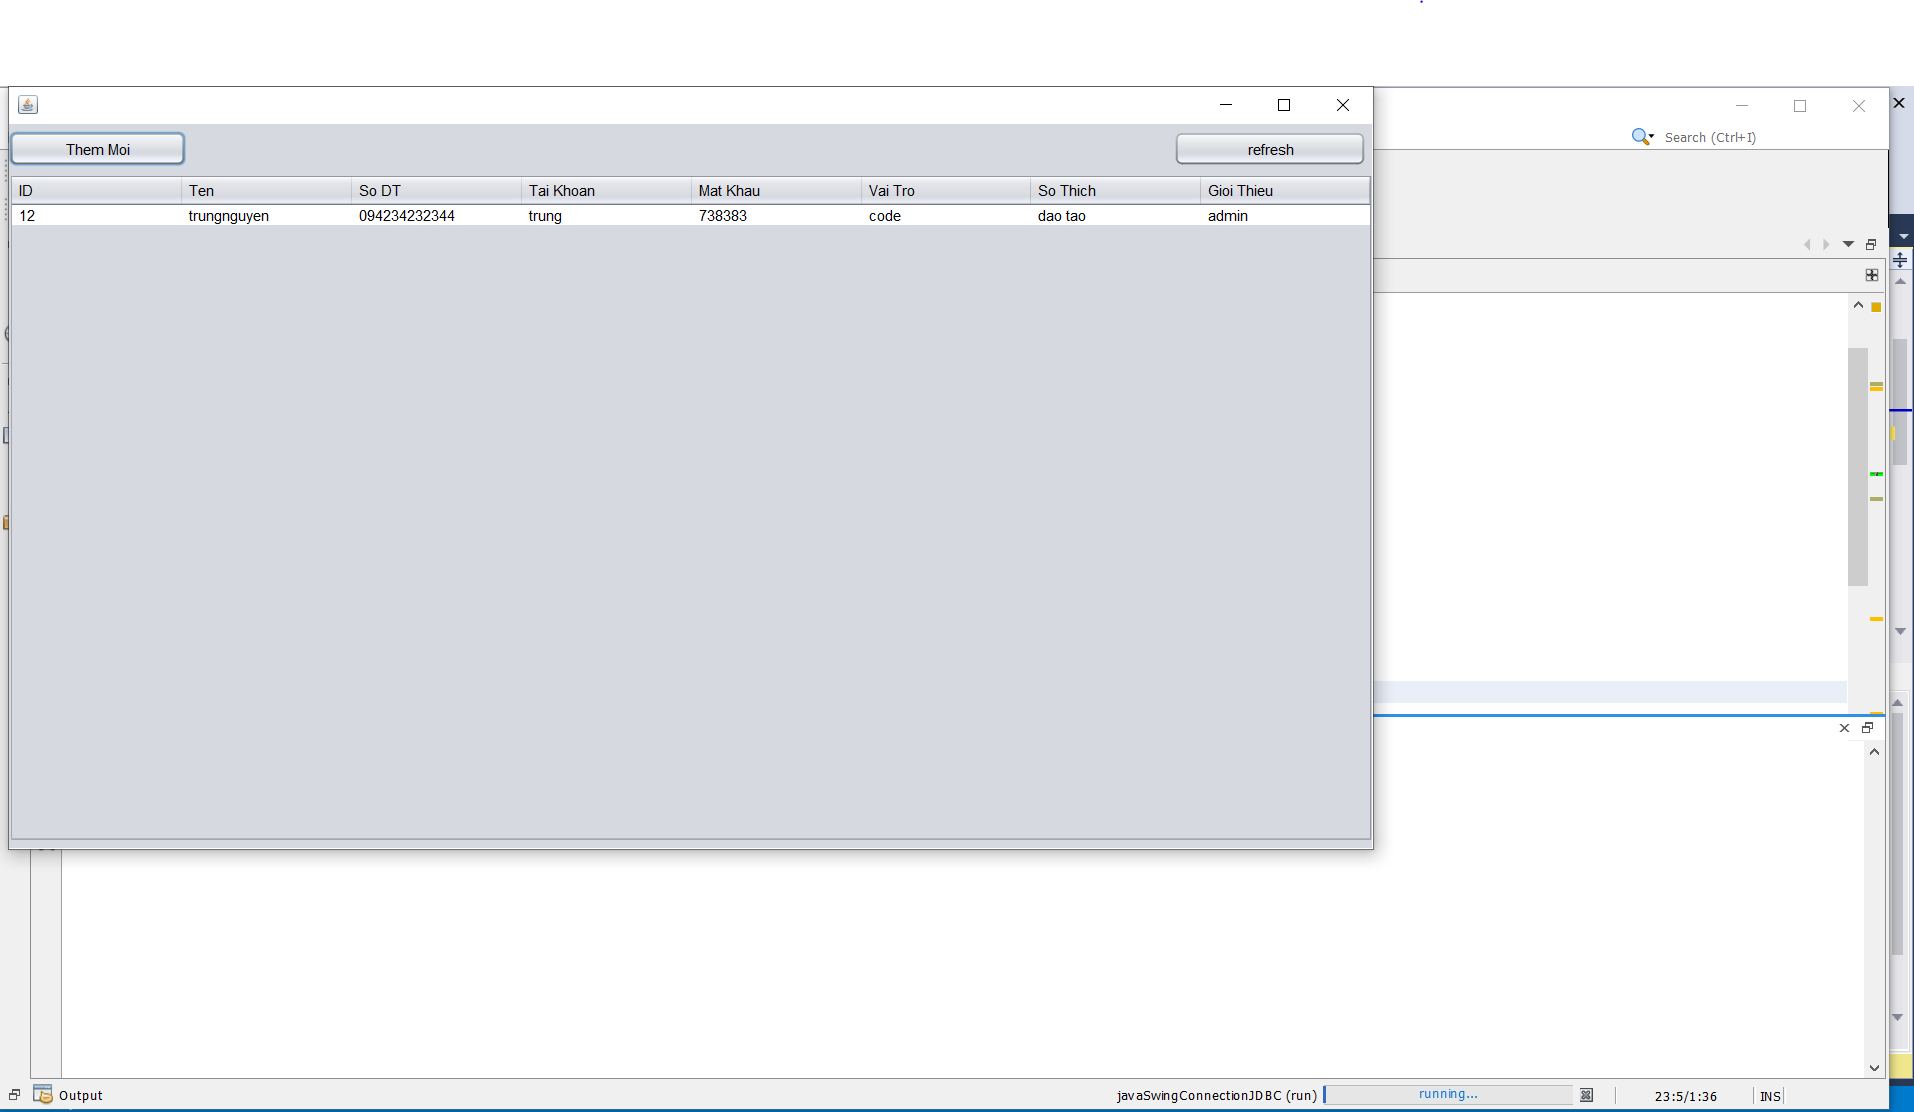 Search (Ctrl+I)
Them Moi
refresh
ID Ten So DT Tai Khoan Mat Khau Vai Tro So Thich Gioi Thieu
12 trungnguyen 094234232344 trung 738383 code dao tao admin
Output
javaSwingConnectionJDBC (run) running... 23:5/1:36 INS